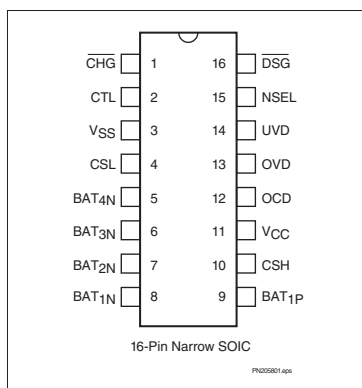 CHG 1 16 DSG
CTL 2 15 NSEL
VSS 3 14 UVD
CSL 4 13 OVD
BAT4N 5 12 OCD
BAT3N 6 11 VCC
BAT2N 7 10 CSH
BAT1N 8 9 BAT1P
16-Pin Narrow SOIC
PN205801.eps